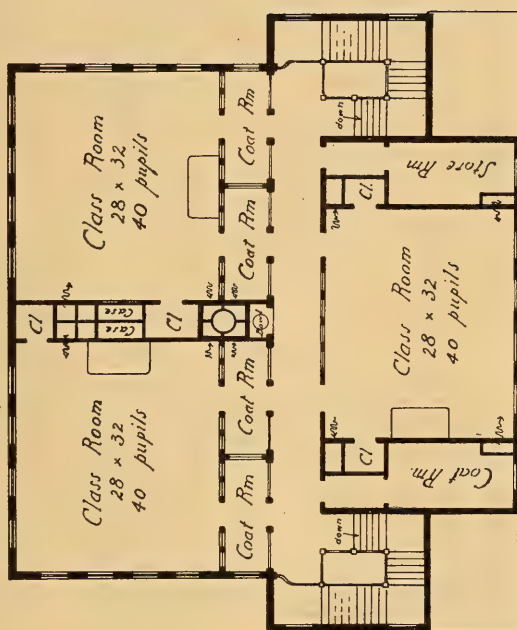 Class Room
28 x 32
40 pupils
Cl
Case
Case
Cl
Class Room
28 x 32
40 pupils
Coat Rm
Coat Rm
Coat Rm
Coat Rm
down
down
Cl
Cl.
Coat Rm.
Class Room
28 x 32
40 pupils
Store Rm